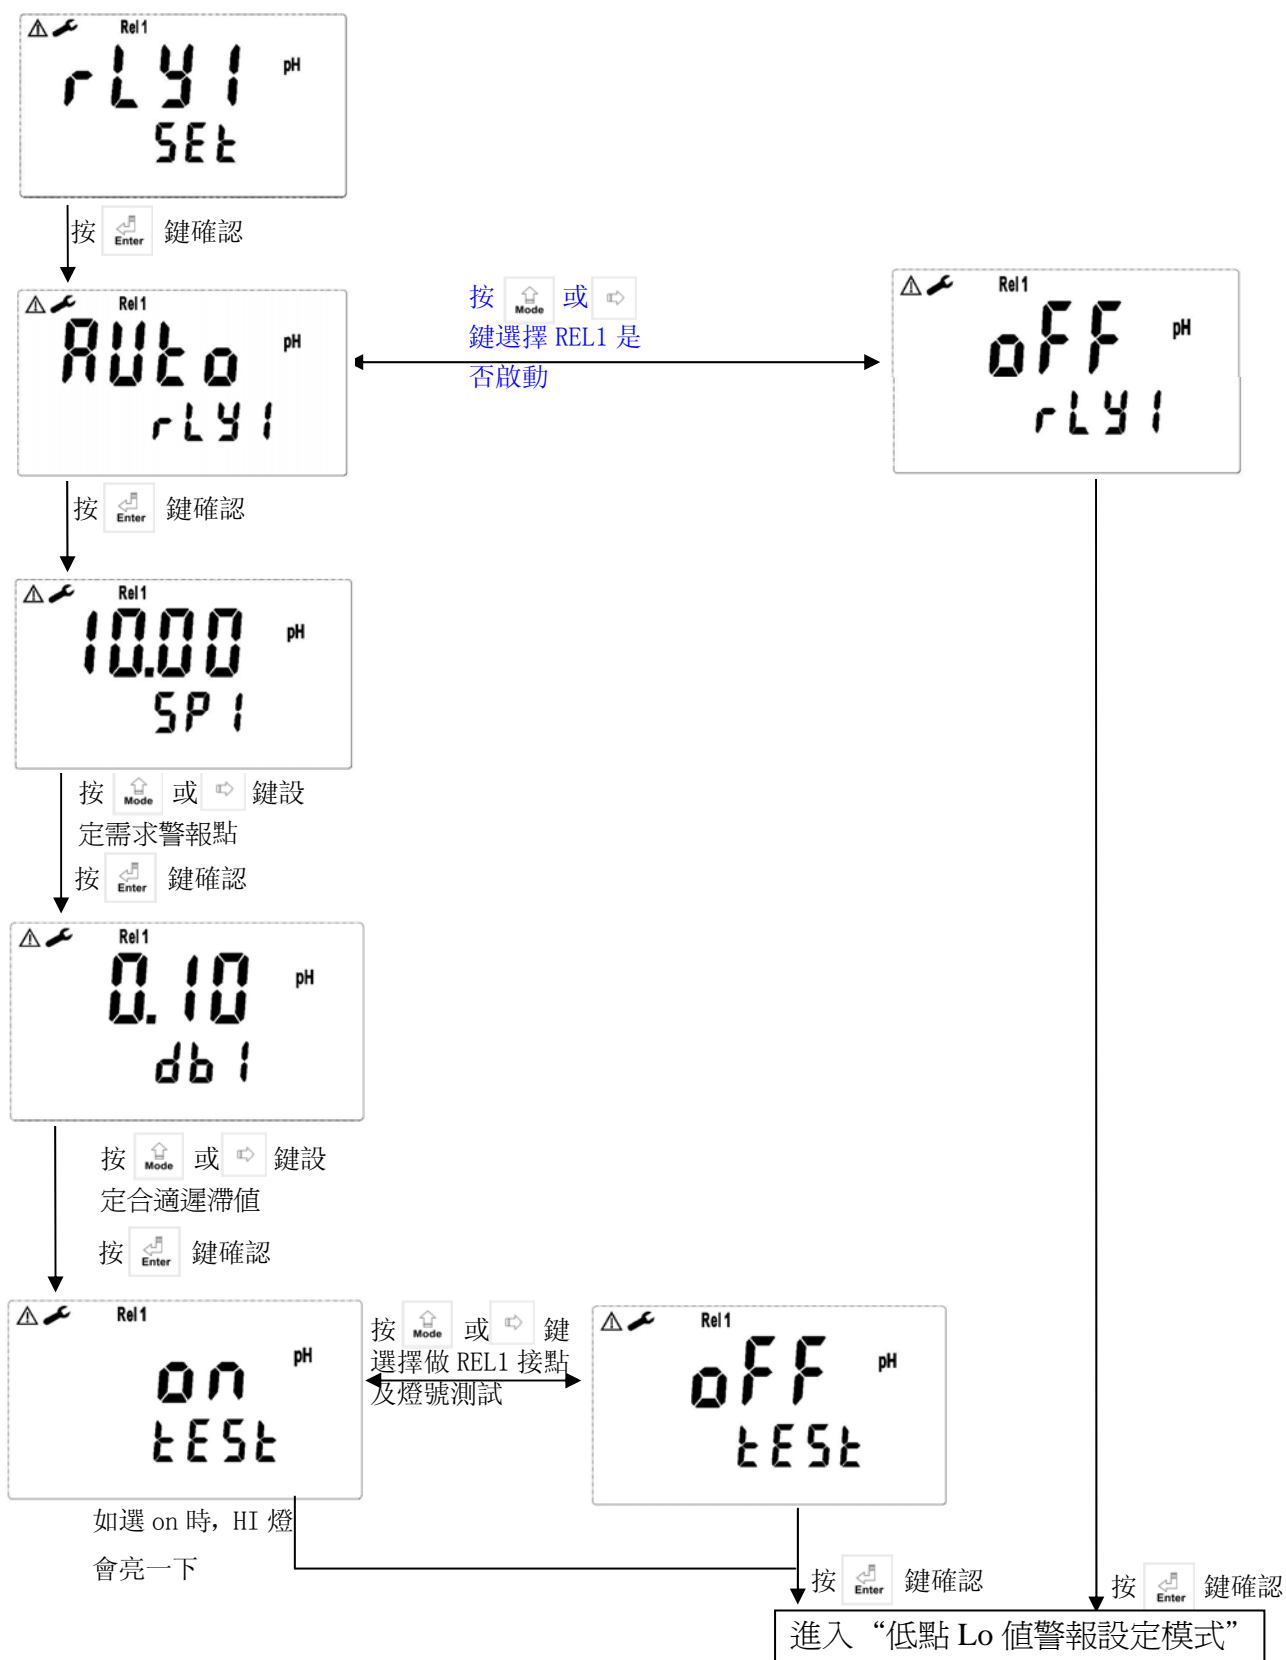 Rel1
rLY1
pH
SEt
按 Enter 鍵確認
Rel1
AUto
pH
rLY1
按 Mode 或
鍵選擇 REL1 是
否啟動
Rel1
oFF
pH
rLY1
按 Enter 鍵確認
Rel1
10.00
pH
SP1
按 Mode 或 鍵設
定需求警報點
按 Enter 鍵確認
Rel1
0.10
pH
db1
按 Mode 或 鍵設
定合適遲滯值
按 Enter 鍵確認
Rel1
on
pH
tESt
按 Mode 或 鍵
選擇做 REL1 接點
及燈號測試
Rel1
oFF
pH
tESt
如選 on 時, HI 燈
會亮一下
按 Enter 鍵確認
按 Enter 鍵確認
進入“低點 Lo 值警報設定模式”